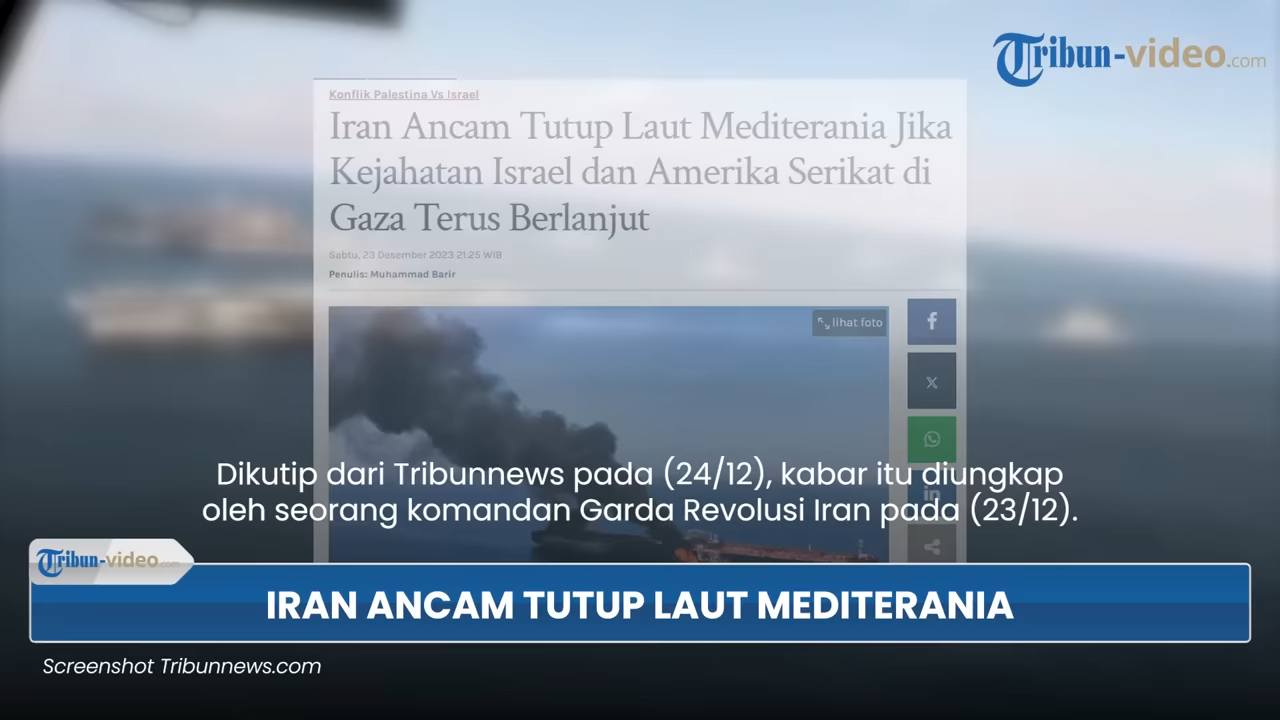 Tribun-video.com
Konflik Palestina Vs Israel
Iran Ancam Tutup Laut Mediterania Jika
Kejahatan Israel dan Amerika Serikat di
Gaza Terus Berlanjut
Sabtu, 23 Desember 2023 21:25 WIB
Penulis: Muhammad Barir
lihat foto
Dikutip dari Tribunnews pada (24/12), kabar itu diungkap
oleh seorang komandan Garda Revolusi Iran pada (23/12).
Tribun-video.com
IRAN ANCAM TUTUP LAUT MEDITERANIA
Screenshot Tribunnews.com